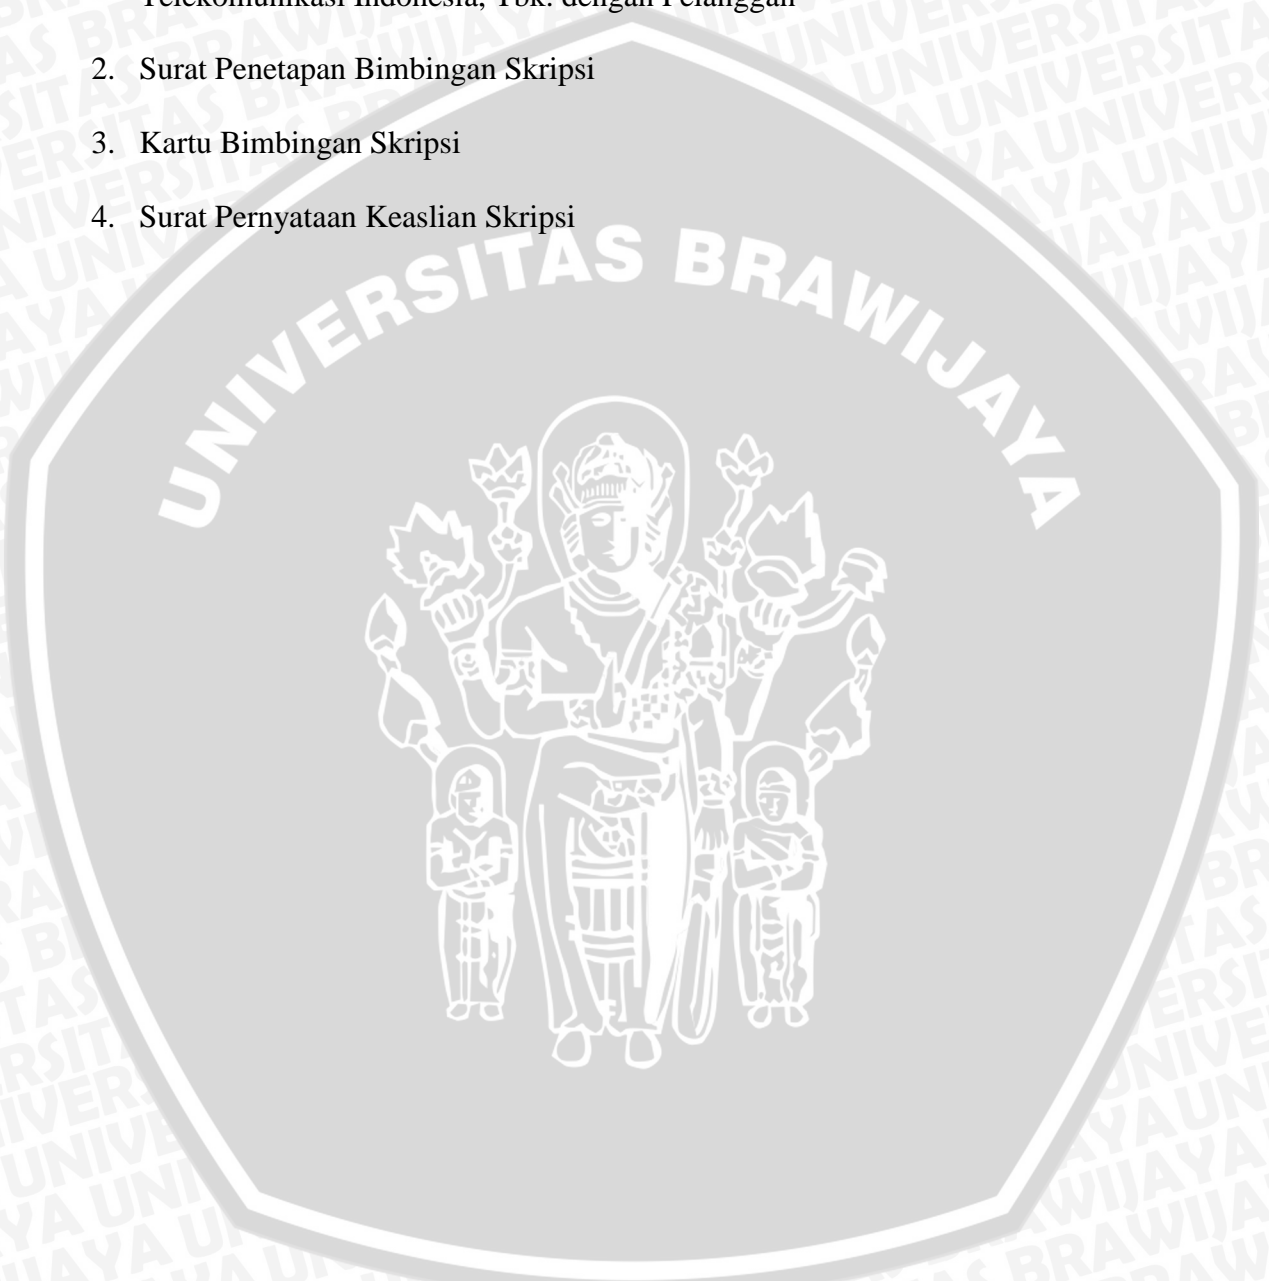 Telekomunikasi Indonesia, Tbk. dengan Pelanggan
2. Surat Penetapan Bimbingan Skripsi
3. Kartu Bimbingan Skripsi
4. Surat Pernyataan Keaslian Skripsi
UNIVERSITAS BRAWIJAYA